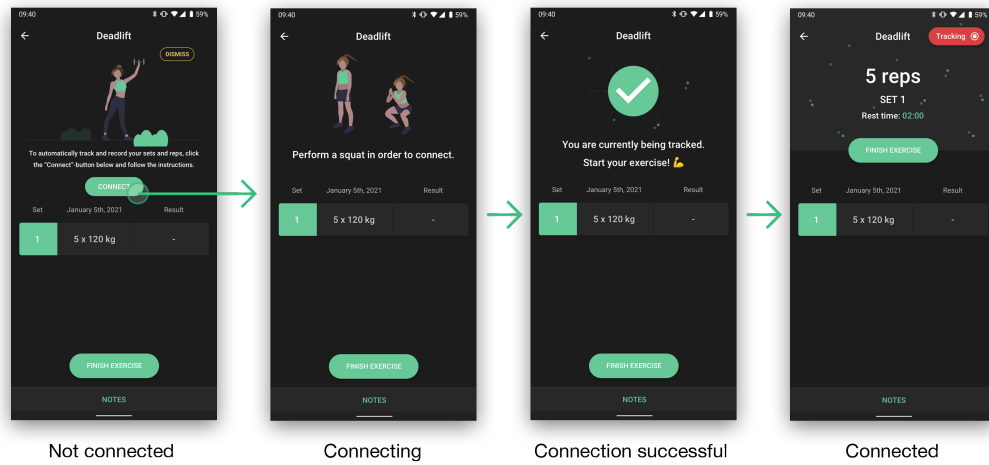 09:40 59%
Deadlift
DISMISS
To automatically track and record your sets and reps, click
the "Connect"-button below and follow the instructions.
CONNECT
Set January 5th, 2021 Result
1 5 x 120 kg -
FINISH EXERCISE
NOTES
Not connected
09:40 59%
Deadlift
Perform a squat in order to connect.
Set January 5th, 2021 Result
1 5 x 120 kg -
FINISH EXERCISE
NOTES
Connecting
09:40 59%
Deadlift
You are currently being tracked.
Start your exercise! 💪
Set January 5th, 2021 Result
1 5 x 120 kg -
FINISH EXERCISE
NOTES
Connection successful
09:40 59%
Deadlift
Tracking
5 reps
SET 1
Rest time: 02:00
FINISH EXERCISE
Set January 5th, 2021 Result
1 5 x 120 kg -
NOTES
Connected